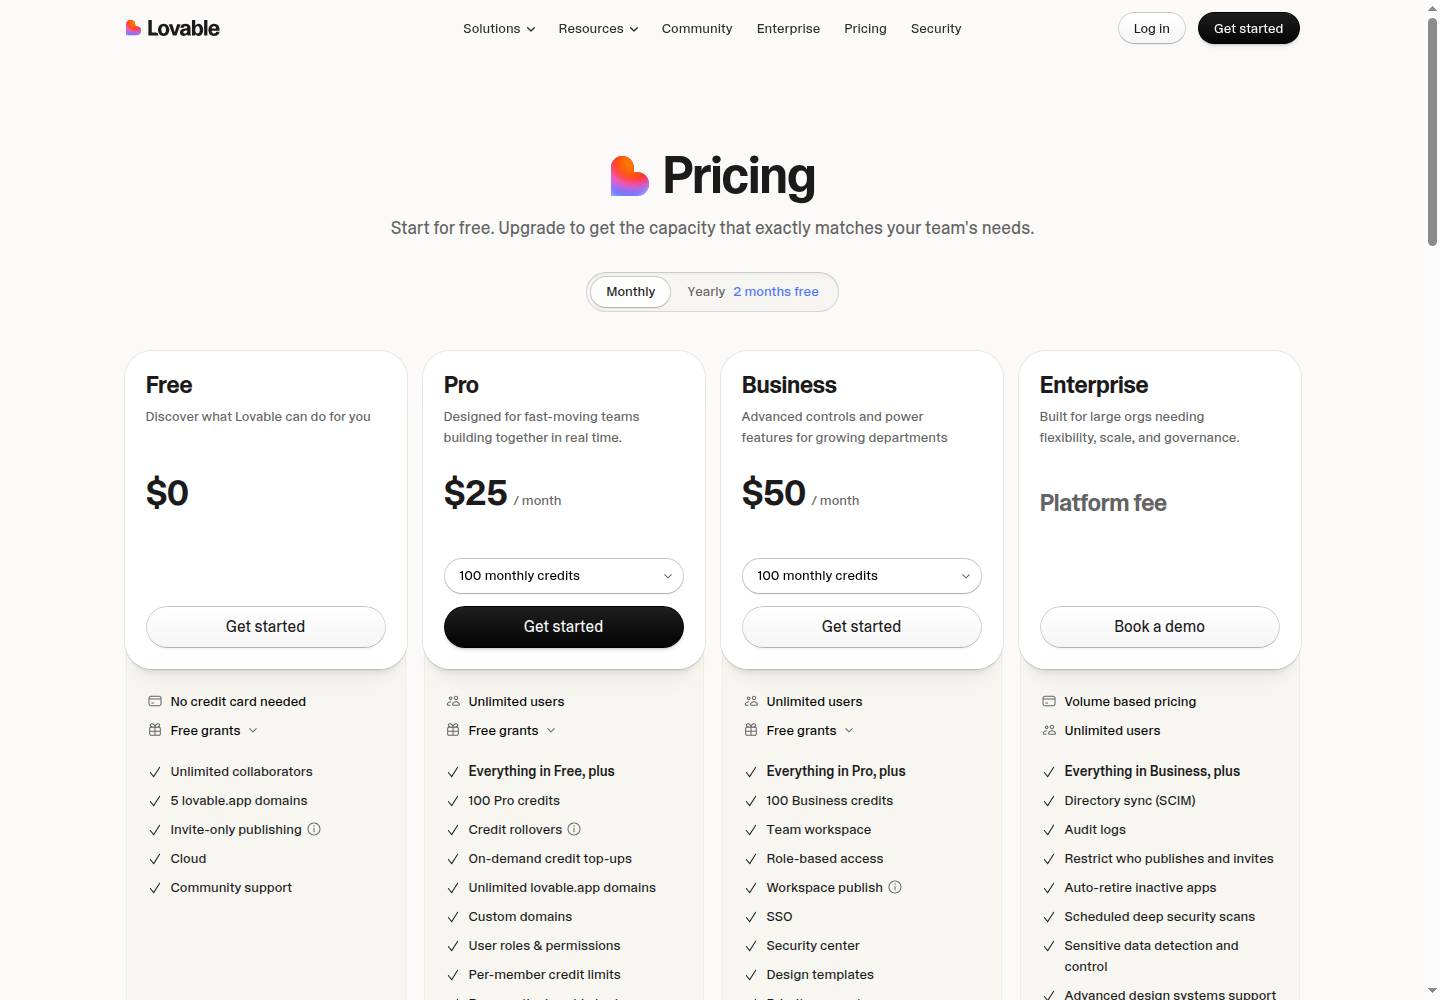 Lovable
Solutions
Resources
Community
Enterprise
Pricing
Security
Log in
Get started
Pricing
Start for free. Upgrade to get the capacity that exactly matches your team's needs.
Monthly
Yearly 2 months free
Free
Discover what Lovable can do for you
$0
Get started
No credit card needed
Free grants
Unlimited collaborators
5 lovable.app domains
Invite-only publishing
Cloud
Community support
Pro
Designed for fast-moving teams
building together in real time.
$25 / month
100 monthly credits
Get started
Unlimited users
Free grants
Everything in Free, plus
100 Pro credits
Credit rollovers
On-demand credit top-ups
Unlimited lovable.app domains
Custom domains
User roles & permissions
Per-member credit limits
Business
Advanced controls and power
features for growing departments
$50 / month
100 monthly credits
Get started
Unlimited users
Free grants
Everything in Pro, plus
100 Business credits
Team workspace
Role-based access
Workspace publish
SSO
Security center
Design templates
Enterprise
Built for large orgs needing
flexibility, scale, and governance.
Platform fee
Book a demo
Volume based pricing
Unlimited users
Everything in Business, plus
Directory sync (SCIM)
Audit logs
Restrict who publishes and invites
Auto-retire inactive apps
Scheduled deep security scans
Sensitive data detection and
control
Advanced design systems support